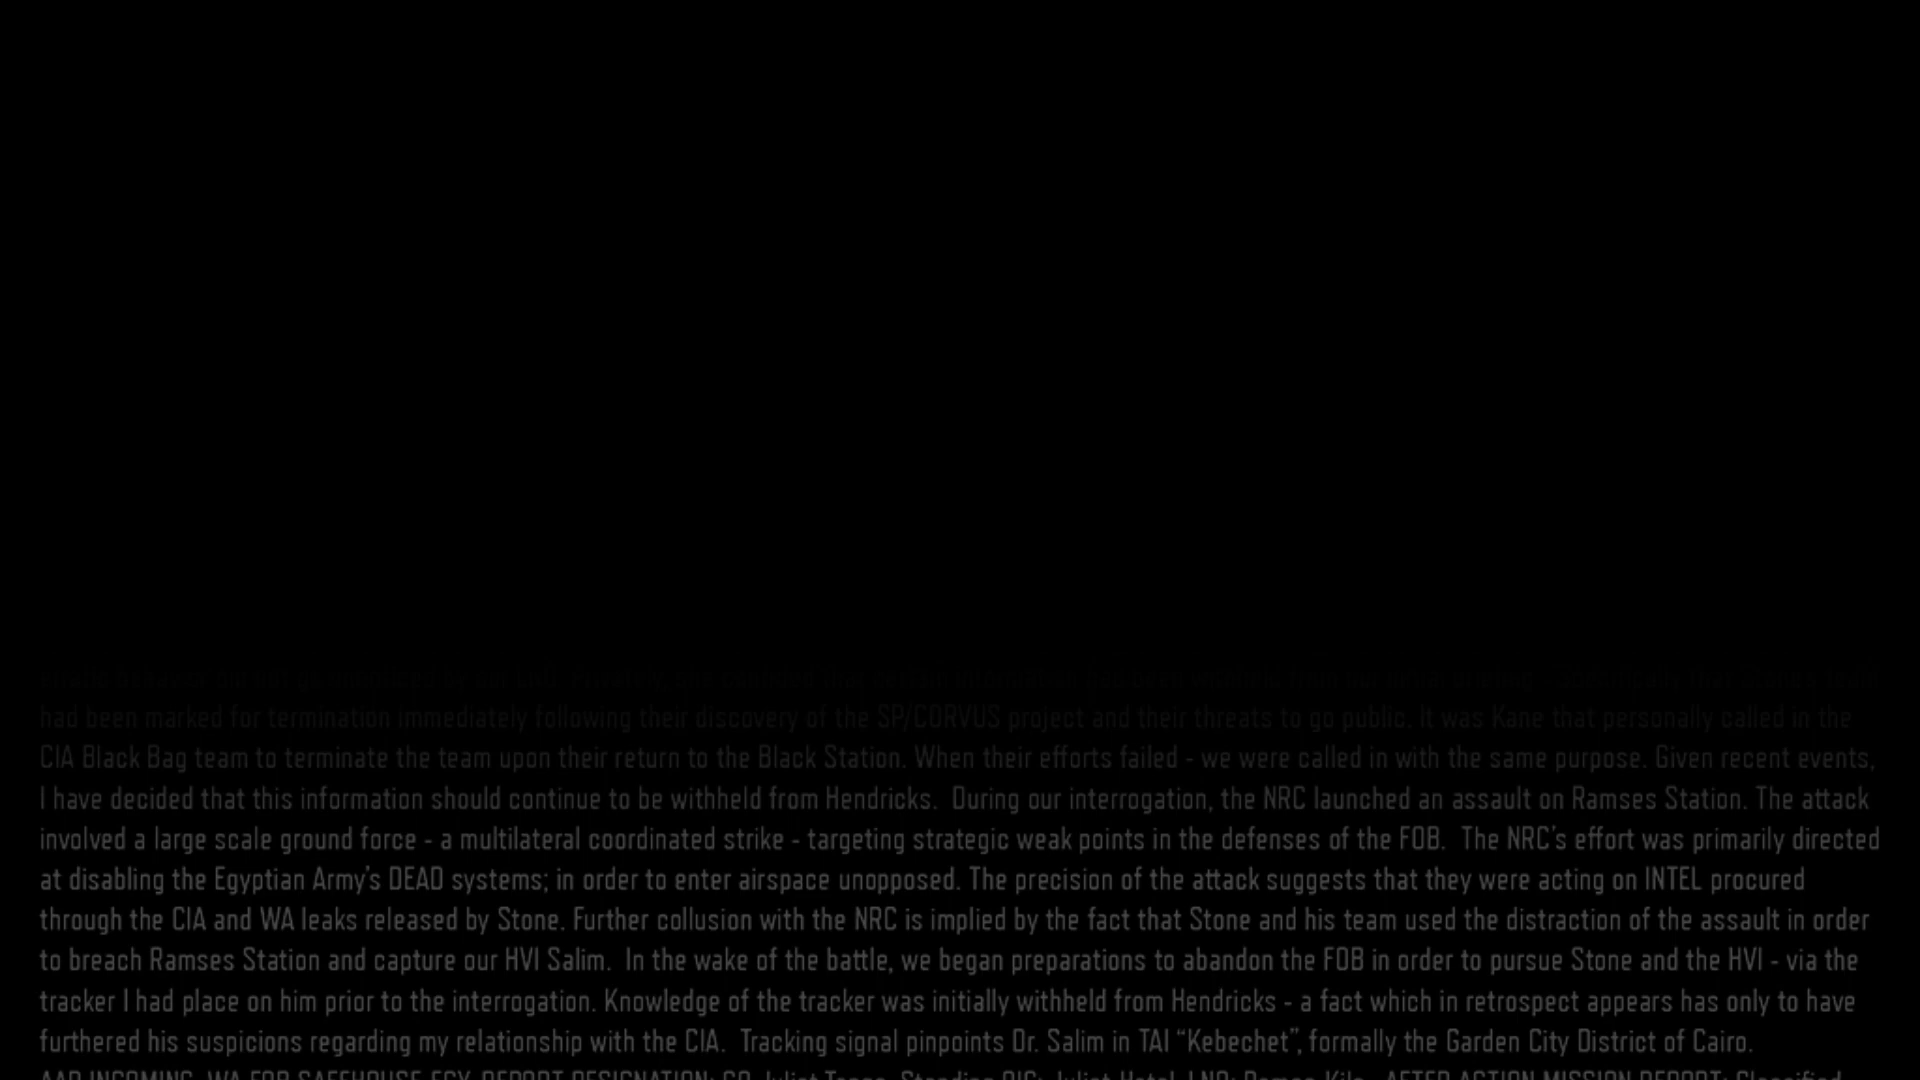 had been marked for termination immediately following their discovery of the SP/CORVUS project and their threats to go public. it was Kane that personally called in the
CIA Black Bag team to terminate the team upon their return to the Black Station. When their efforts failed - we were called in with the same purpose. Given recent events,
I have decided that this information should continue to be withheld from Hendricks.  During our interrogation, the NRC launched an assault on Ramses Station. The attack
involved a large scale ground force - a multilateral coordinated strike - targeting strategic weak points in the defenses of the FOB.  The NRC's effort was primarily directed
at disabling the Egyptian Army's DEAD systems; in order to enter airspace unopposed. The precision of the attack suggests that they were acting on INTEL procured
through the CIA and WA leaks released by Stone. Further collusion with the NRC is implied by the fact that Stone and his team used the distraction of the assault in order
to breach Ramses Station and capture our HVI Salim.  In the wake of the battle, we began preparations to abandon the FOB in order to pursue Stone and the HVI - via the
tracker I had place on him prior to the interrogation. Knowledge of the tracker was initially withheld from Hendricks - a fact which in retrospect appears has only to have
furthered his suspicions regarding my relationship with the CIA.  Tracking signal pinpoints Dr. Salim in TAI “Kebechet”, formally the Garden City District of Cairo.